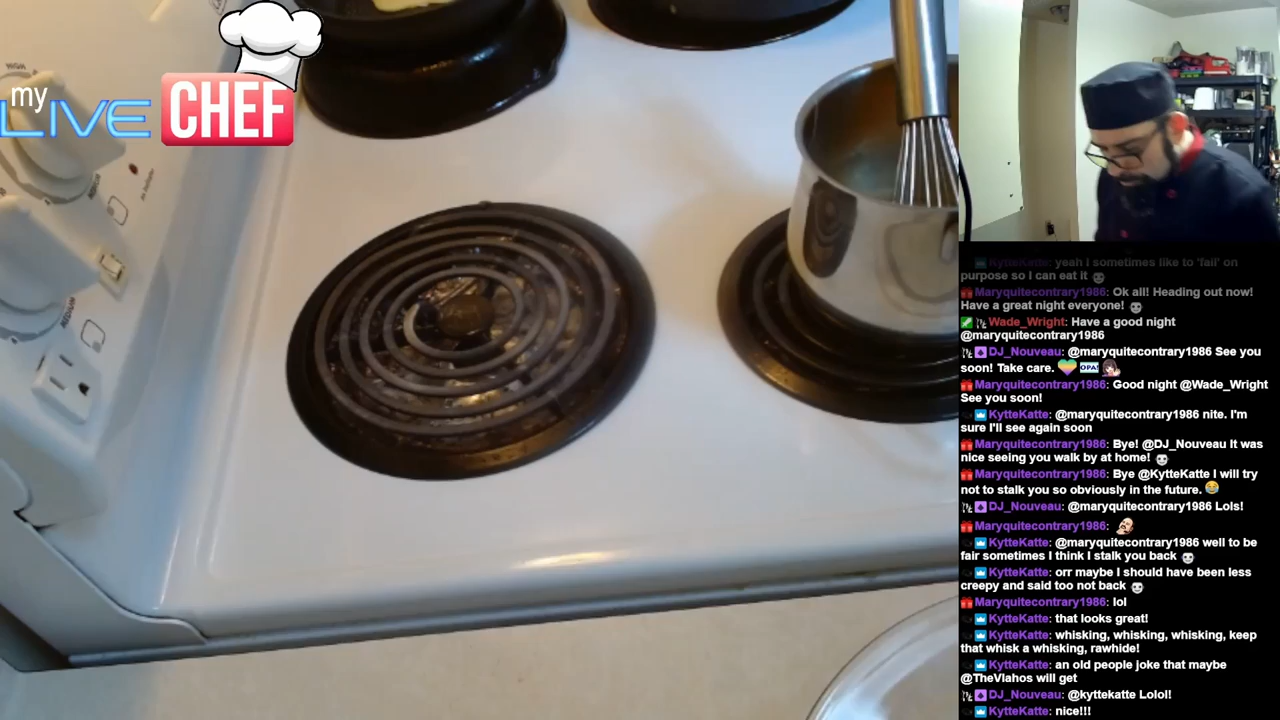 my
LIVE CHEF
HIGH
KytteKatte: yeah I sometimes like to 'fail' on
purpose so I can eat it
Maryquitecontrary1986: Ok all! Heading out now!
Have a great night everyone!
Wade_Wright: Have a good night
@maryquitecontrary1986
DJ_Nouveau: @maryquitecontrary1986 See you
soon! Take care. OPA!
Maryquitecontrary1986: Good night @Wade_Wright
See you soon!
KytteKatte: @maryquitecontrary1986 nite. I'm
sure I'll see again soon
Maryquitecontrary1986: Bye! @DJ_Nouveau It was
nice seeing you walk by at home!
Maryquitecontrary1986: Bye @KytteKatte I will try
not to stalk you so obviously in the future.
DJ_Nouveau: @maryquitecontrary1986 Lols!
Maryquitecontrary1986:
KytteKatte: @maryquitecontrary1986 well to be
fair sometimes I think I stalk you back
KytteKatte: orr maybe I should have been less
creepy and said too not back
Maryquitecontrary1986: lol
KytteKatte: that looks great!
KytteKatte: whisking, whisking, whisking, keep
that whisk a whisking, rawhide!
KytteKatte: an old people joke that maybe
@TheVlahos will get
DJ_Nouveau: @kyttekatte Lolol!
KytteKatte: nice!!!